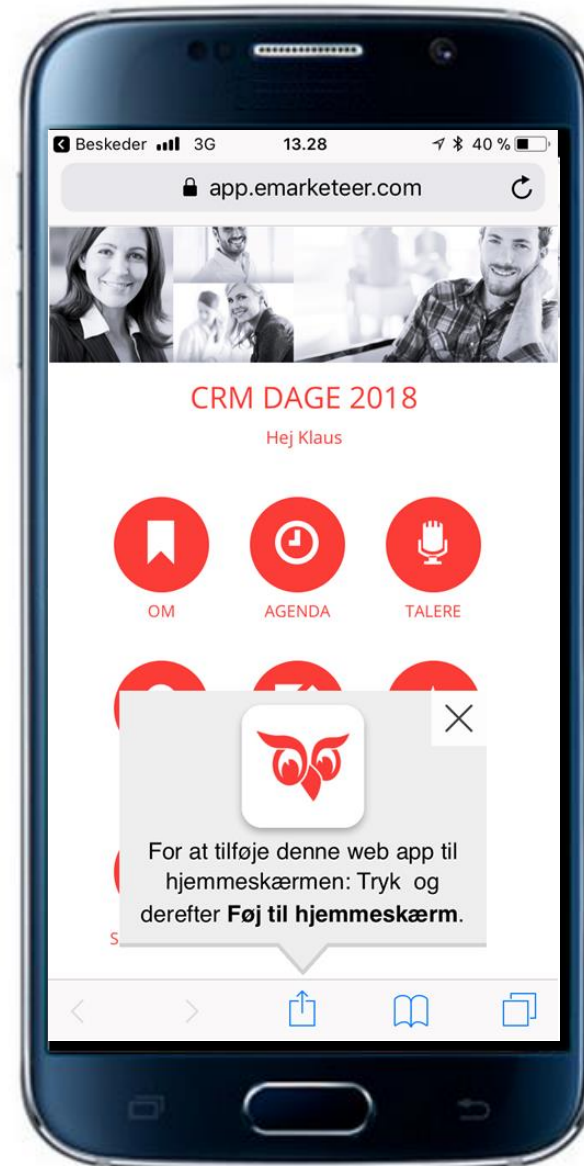 Beskeder 3G 13.28 40 %
app.emarketeer.com
CRM DAGE 2018
Hej Klaus
OM AGENDA TALERE
For at tilføje denne web app til
hjemmeskærmen: Tryk og
derefter Føj til hjemmeskærm.
S